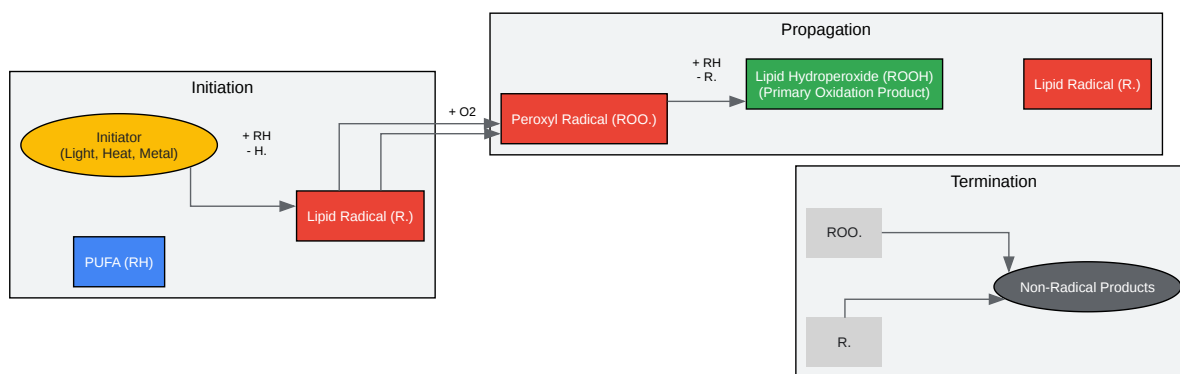 Initiation
Initiator
(Light, Heat, Metal)
+ RH
- H.
Lipid Radical (R.)
PUFA (RH)
+ O2
Propagation
Peroxyl Radical (ROO.)
+ RH
- R.
Lipid Hydroperoxide (ROOH)
(Primary Oxidation Product)
Lipid Radical (R.)
Termination
ROO.
Non-Radical Products
R.